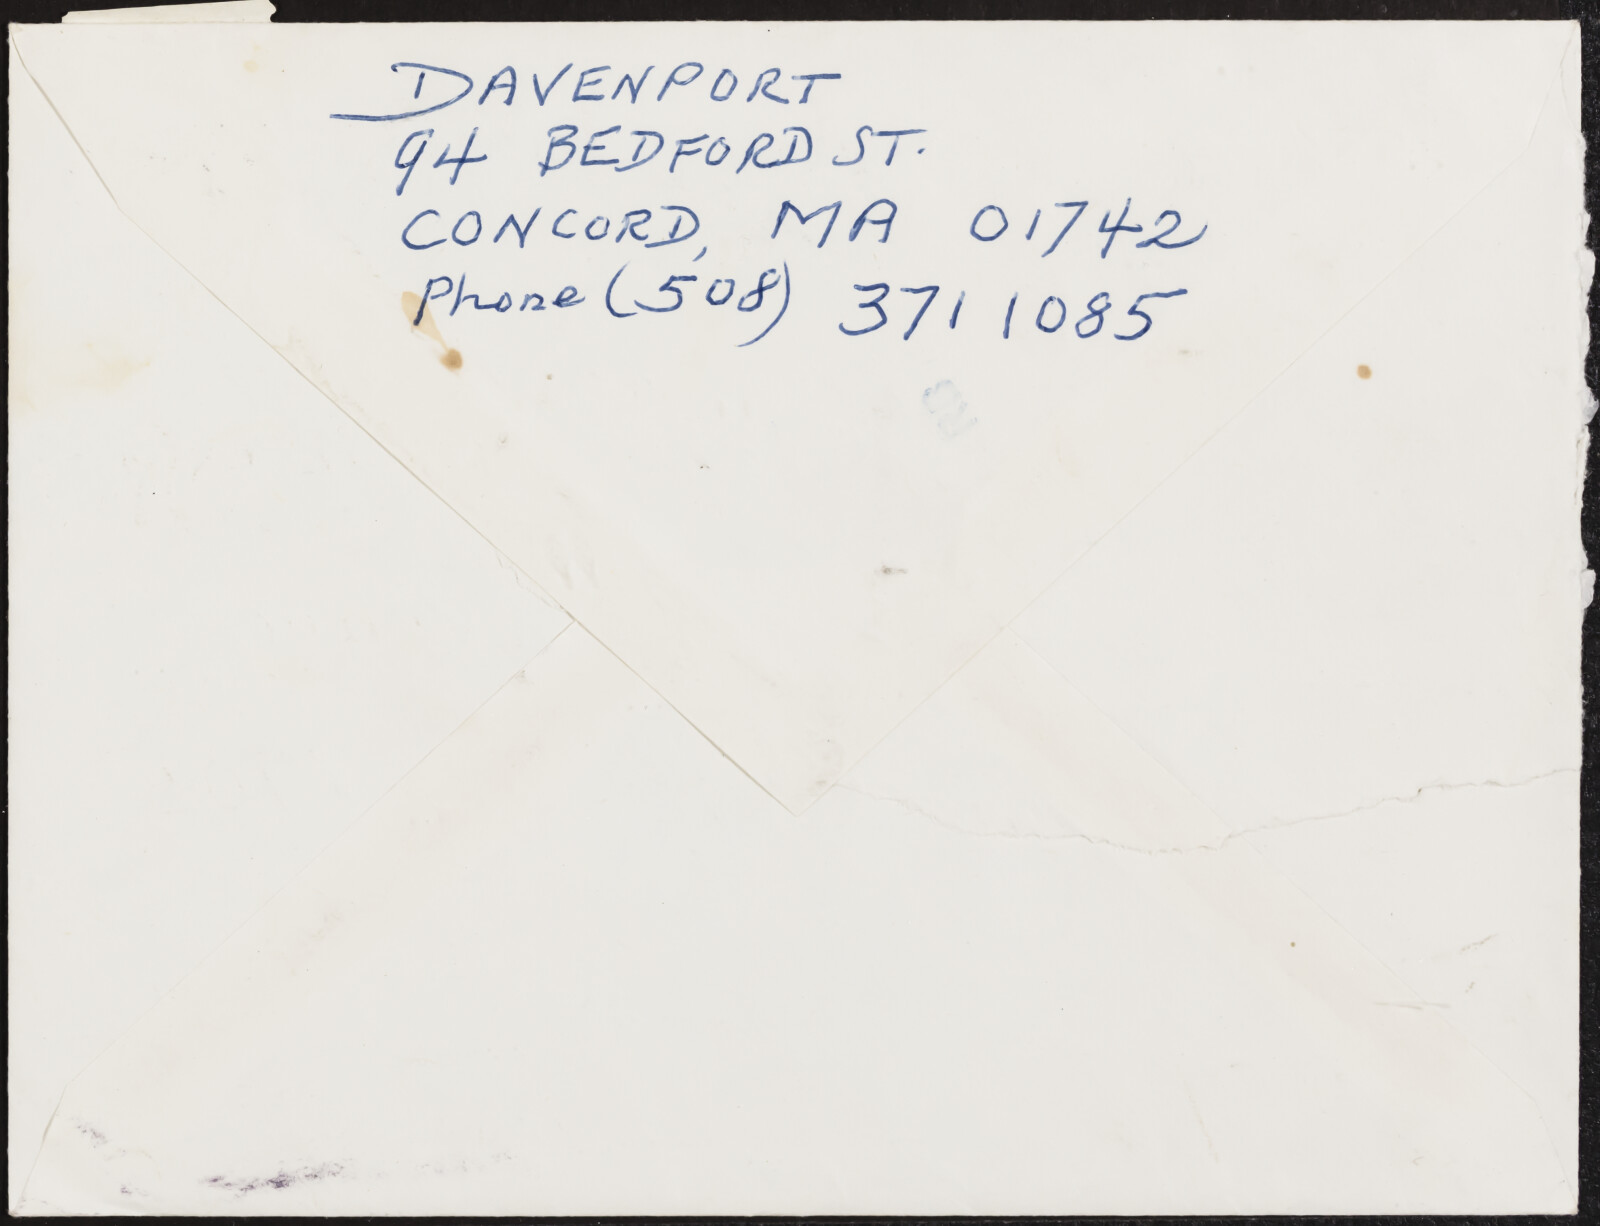 DAVENPORT
94 BEDFORD ST.
CONCORD, MA 01742
Phone (508) 371 1085